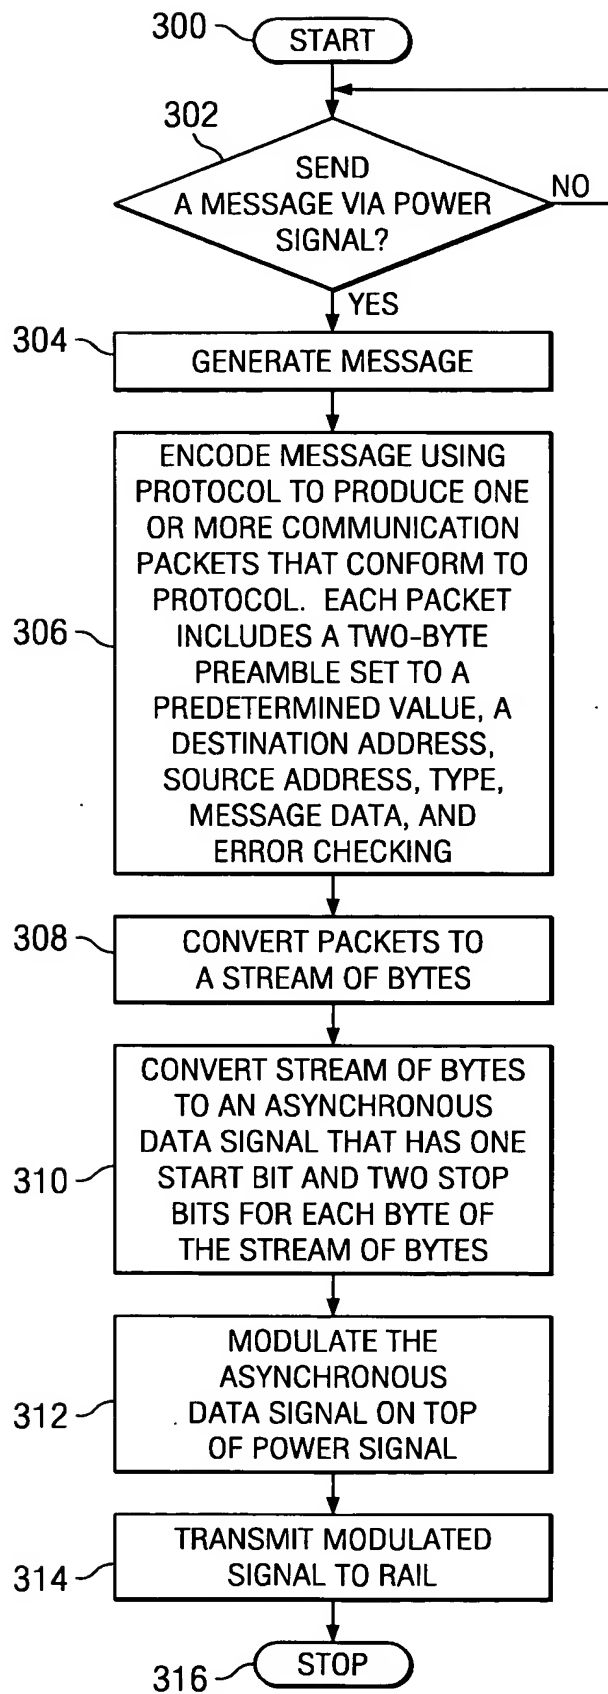 300
START
302
SEND
A MESSAGE VIA POWER
SIGNAL?
NO
YES
304
GENERATE MESSAGE
306
ENCODE MESSAGE USING
PROTOCOL TO PRODUCE ONE
OR MORE COMMUNICATION
PACKETS THAT CONFORM TO
PROTOCOL. EACH PACKET
INCLUDES A TWO-BYTE
PREAMBLE SET TO A
PREDETERMINED VALUE, A
DESTINATION ADDRESS,
SOURCE ADDRESS, TYPE,
MESSAGE DATA, AND
ERROR CHECKING
308
CONVERT PACKETS TO
A STREAM OF BYTES
310
CONVERT STREAM OF BYTES
TO AN ASYNCHRONOUS
DATA SIGNAL THAT HAS ONE
START BIT AND TWO STOP
BITS FOR EACH BYTE OF
THE STREAM OF BYTES
312
MODULATE THE
ASYNCHRONOUS
DATA SIGNAL ON TOP
OF POWER SIGNAL
314
TRANSMIT MODULATED
SIGNAL TO RAIL
316
STOP